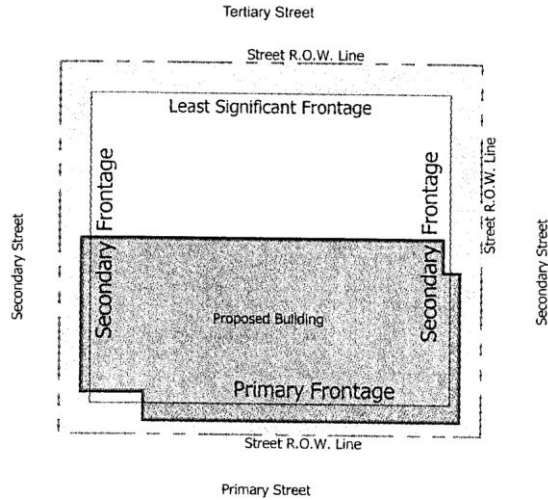 Tertiary Street
Street R.O.W. Line
Least Significant Frontage
Secondary Street
Secondary Frontage
Secondary Frontage
Street R.O.W. Line
Secondary Street
Proposed Building
Primary Frontage
Street R.O.W. Line
Primary Street